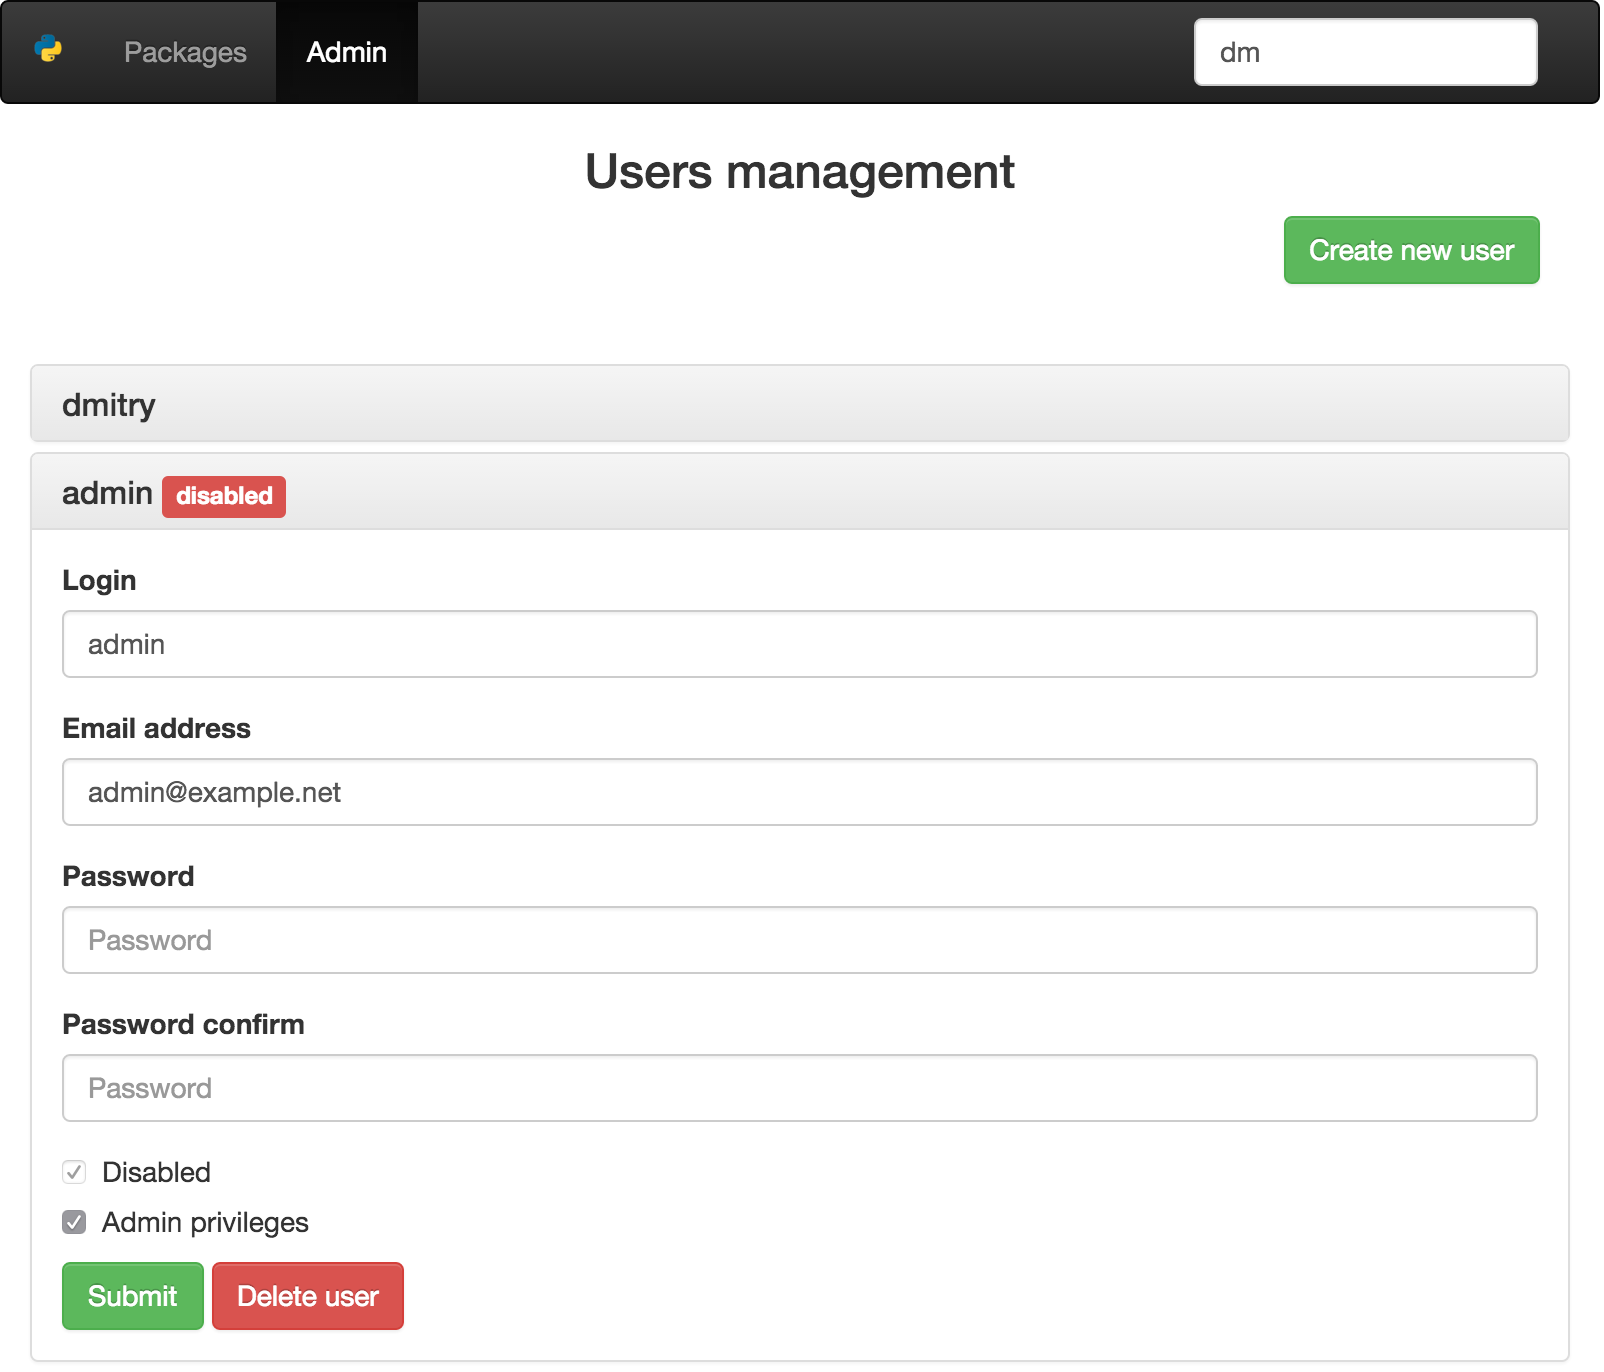 Packages Admin dm
Users management
Create new user
dmitry
admin disabled
Login
admin
Email address
admin@example.net
Password
Password
Password confirm
Password
Disabled
Admin privileges
Submit Delete user